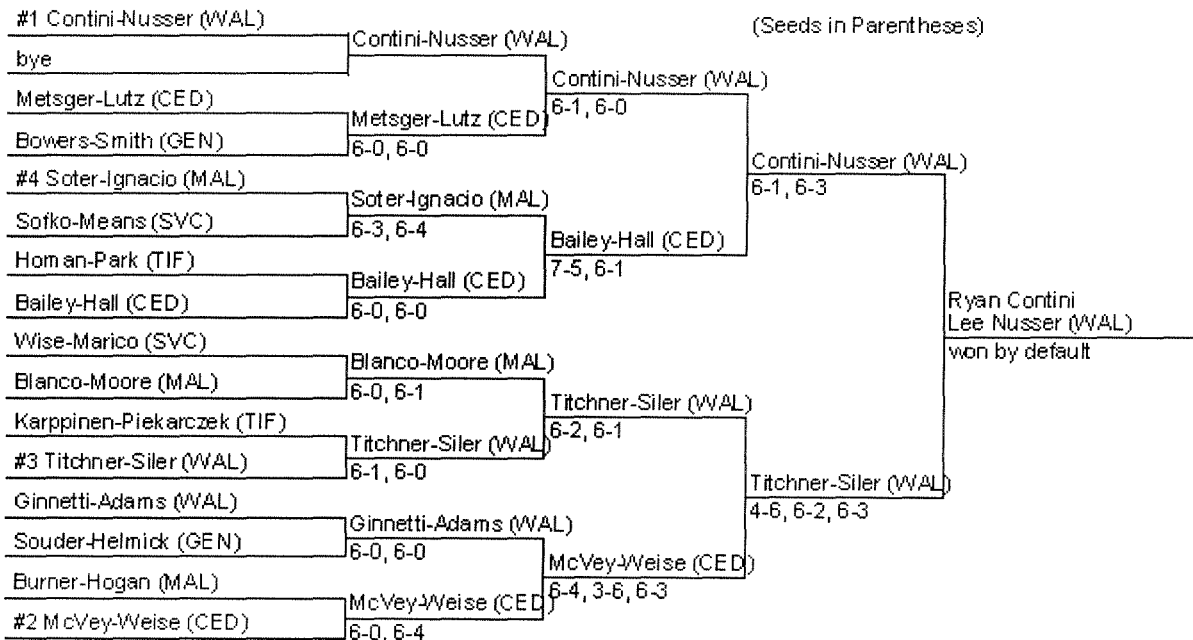 #1 Contini-Nusser (WAL)
bye
Metsger-Lutz (CED)
Bowers-Smith (GEN)
#4 Soter-Ignacio (MAL)
Sofko-Means (SVC)
Homan-Park (TIF)
Bailey-Hall (CED)
Wise-Marico (SVC)
Blanco-Moore (MAL)
Karppinen-Piekarczek (TIF)
#3 Titchner-Siler (WAL)
Ginnetti-Adams (WAL)
Souder-Helmick (GEN)
Burner-Hogan (MAL)
#2 McVey-Weise (CED)
Contini-Nusser (WAL)
Metsger-Lutz (CED)
6-0, 6-0
Soter-Ignacio (MAL)
6-3, 6-4
Bailey-Hall (CED)
6-0, 6-0
Blanco-Moore (MAL)
6-0, 6-1
Titchner-Siler (WAL)
6-1, 6-0
Ginnetti-Adams (WAL)
6-0, 6-0
McVey-Weise (CED)
6-0, 6-4
Contini-Nusser (WAL)
6-1, 6-0
Bailey-Hall (CED)
7-5, 6-1
Titchner-Siler (WAL)
6-2, 6-1
McVey-Weise (CED)
6-4, 3-6, 6-3
(Seeds in Parentheses)
Contini-Nusser (WAL)
6-1, 6-3
Titchner-Siler (WAL)
4-6, 6-2, 6-3
Ryan Contini
Lee Nusser (WAL)
won by default